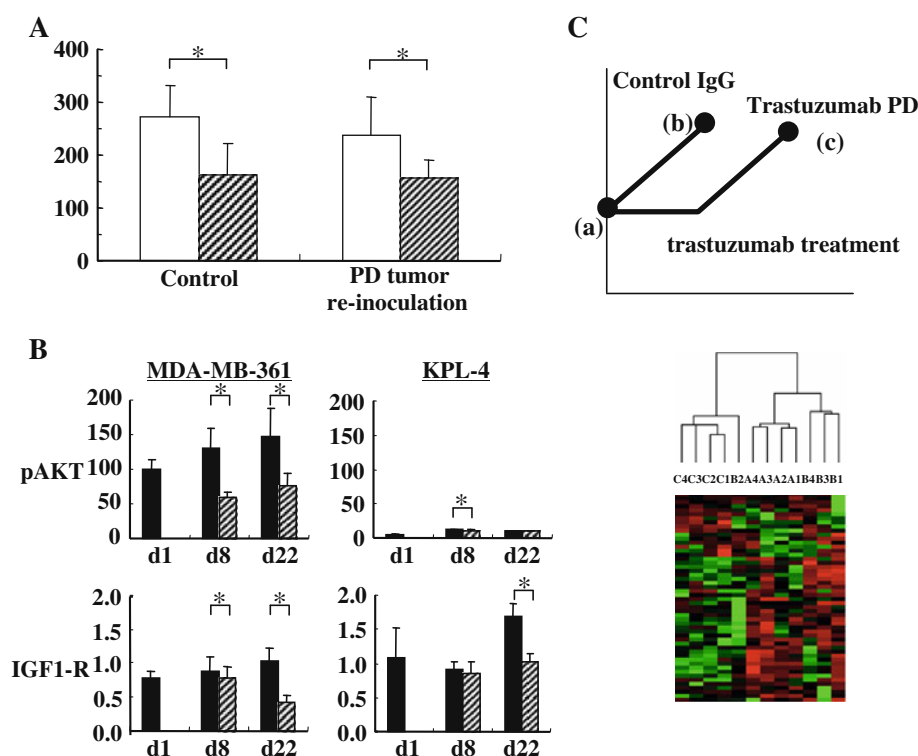 A
400
300
200
100
0
*
*
Control
PD tumor
re-inoculation
B
MDA-MB-361
KPL-4
pAKT
200
150
100
50
0
*
*
d1
d8
d22
200
150
100
50
0
*
d1
d8
d22
IGF1-R
2.0
1.5
1.0
0.5
0.0
*
*
d1
d8
d22
2.0
1.5
1.0
0.5
0.0
*
d1
d8
d22
C
Control IgG
Trastuzumab PD
(b)
(c)
(a)
trastuzumab treatment
C4C3C2C1B2A4A3A2A1B4B3B1